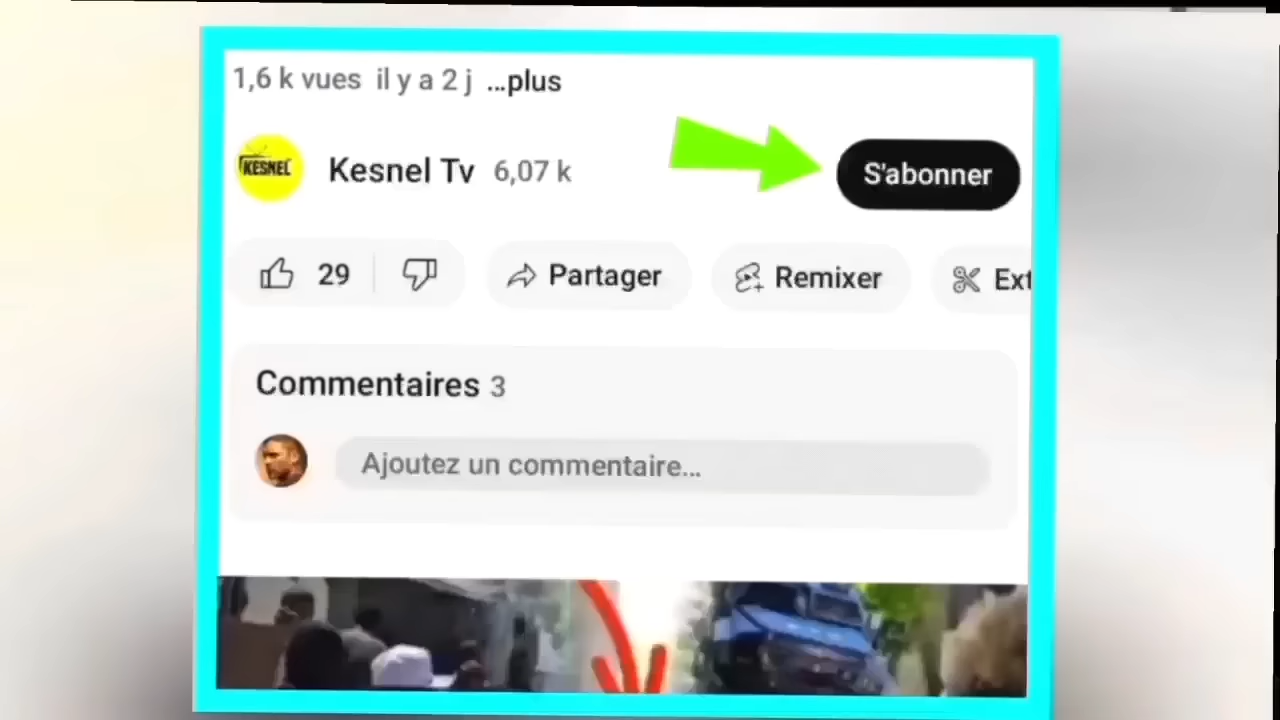 1,6 k vues il y a 2 j ...plus
KESNEL
Kesnel Tv 6,07 k
S'abonner
29
Partager
Remixer
Ext
Commentaires 3
Ajoutez un commentaire...